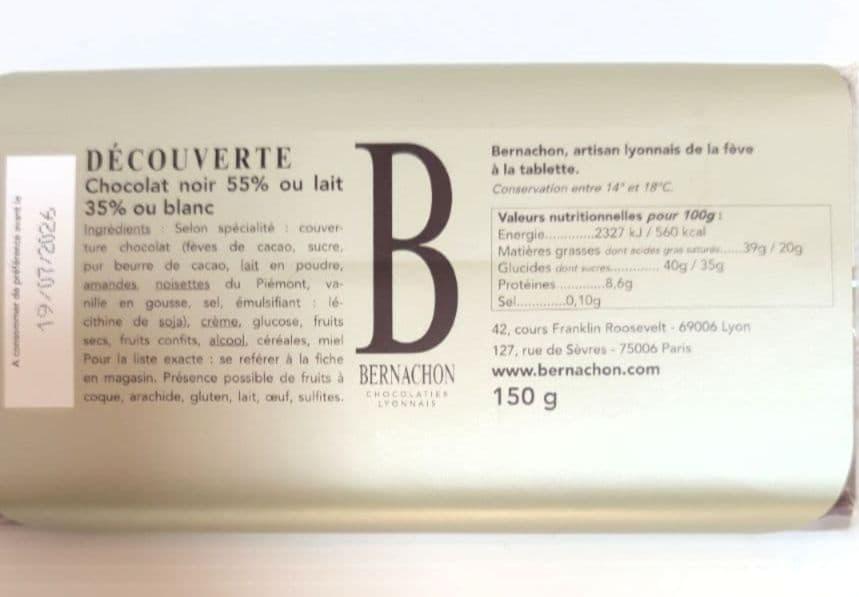 A consommer de préférence avant le
19/07/2026
DÉCOUVERTE
Chocolat noir 55% ou lait
35% ou blanc
Ingrédients : Selon spécialité : couver-
ture chocolat (fèves de cacao, sucre,
pur beurre de cacao, lait en poudre,
amandes, noisettes du Piémont, va-
nille en gousse, sel, émulsifiant : lé-
cithine de soja), crème, glucose, fruits
secs, fruits confits, alcool, céréales, miel
Pour la liste exacte : se referer à la fiche
en magasin. Présence possible de fruits à
coque, arachide, gluten, lait, œuf, sulfites.
B
BERNACHON
CHOCOLATIER
LYONNAIS
Bernachon, artisan lyonnais de la fève
à la tablette.
Conservation entre 14° et 18°C.
Valeurs nutritionnelles pour 100g :
Energie.............2327 kJ / 560 kcal
Matières grasses dont acides gras saturés.....39g / 20g
Glucides dont sucres............. 40g / 35g
Protéines ............8,6g
Sel.............0,10g
42, cours Franklin Roosevelt - 69006 Lyon
127, rue de Sèvres - 75006 Paris
www.bernachon.com
150 g